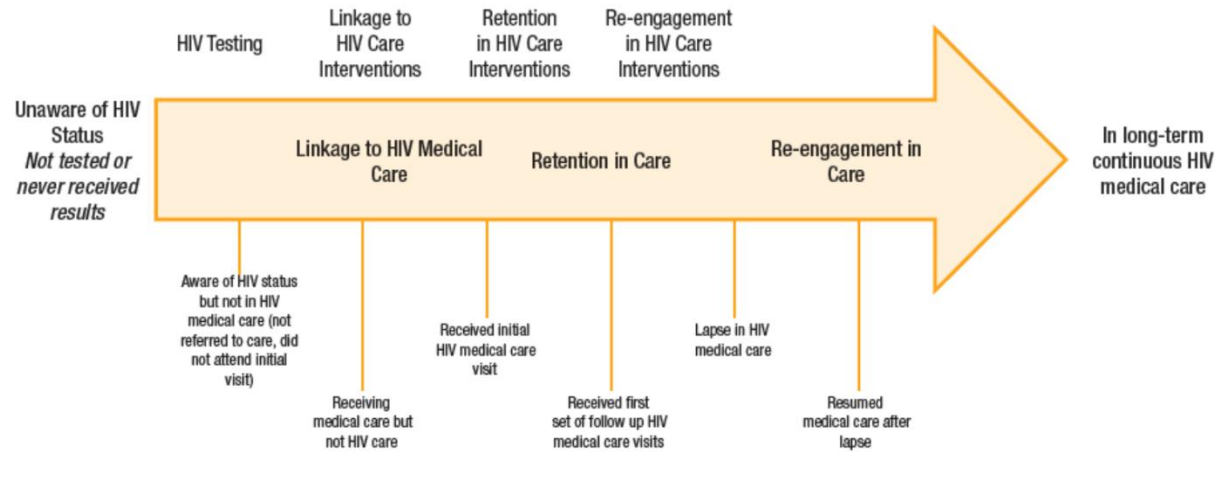 HIV Testing
Linkage to
HIV Care
Interventions
Retention
in HIV Care
Interventions
Re-engagement
in HIV Care
Interventions
Unaware of HIV
Status
Not tested or
never received
results
Linkage to HIV Medical
Care
Retention in Care
Re-engagement in
Care
In long-term
continuous HIV
medical care
Aware of HIV status
but not in HIV
medical care (not
referred to care, did
not attend initial
visit)
Receiving
medical care but
not HIV care
Received initial
HIV medical care
visit
Received first
set of follow up HIV
medical care visits
Lapse in HIV
medical care
Resumed
medical care after
lapse